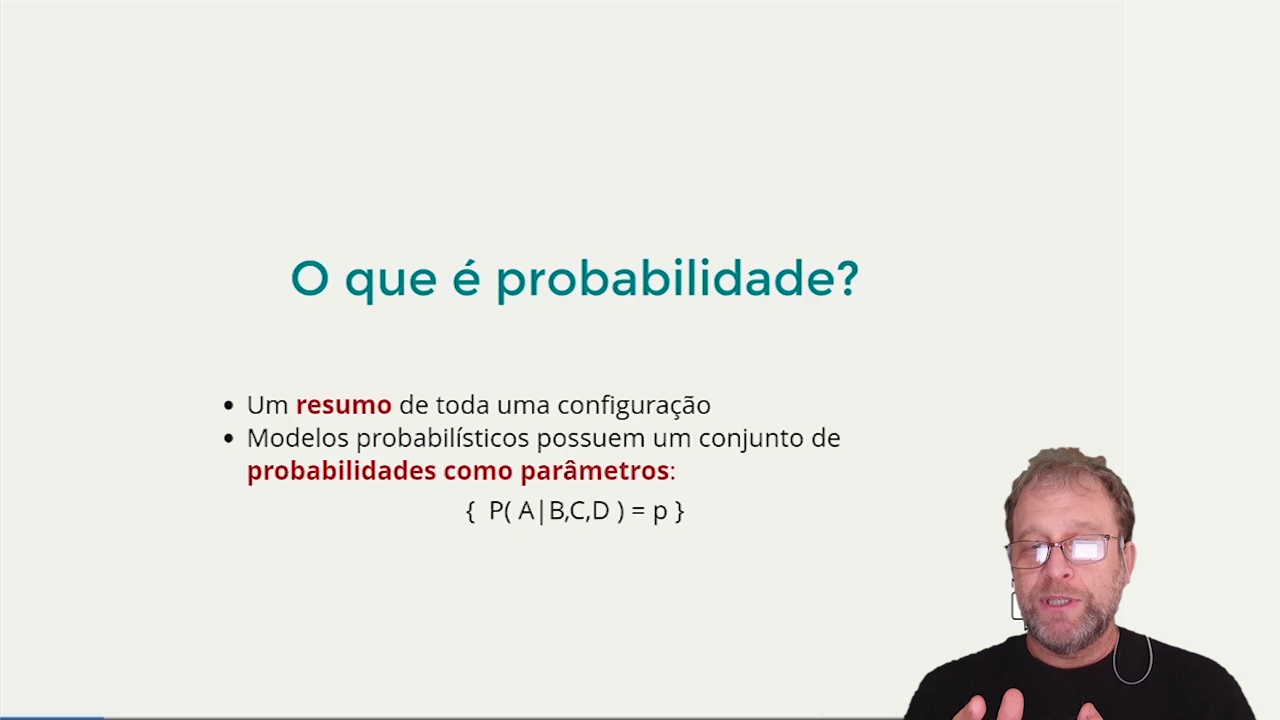 O que é probabilidade?
• Um resumo de toda uma configuração
• Modelos probabilísticos possuem um conjunto de
probabilidades como parâmetros:
{ P( A|B,C,D ) = p }